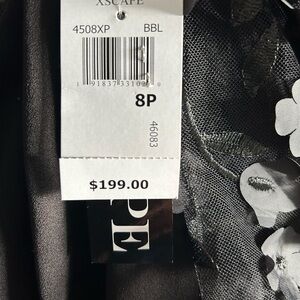 XSCAPE
4508XP BBL
8P
46083
$199.00
PE